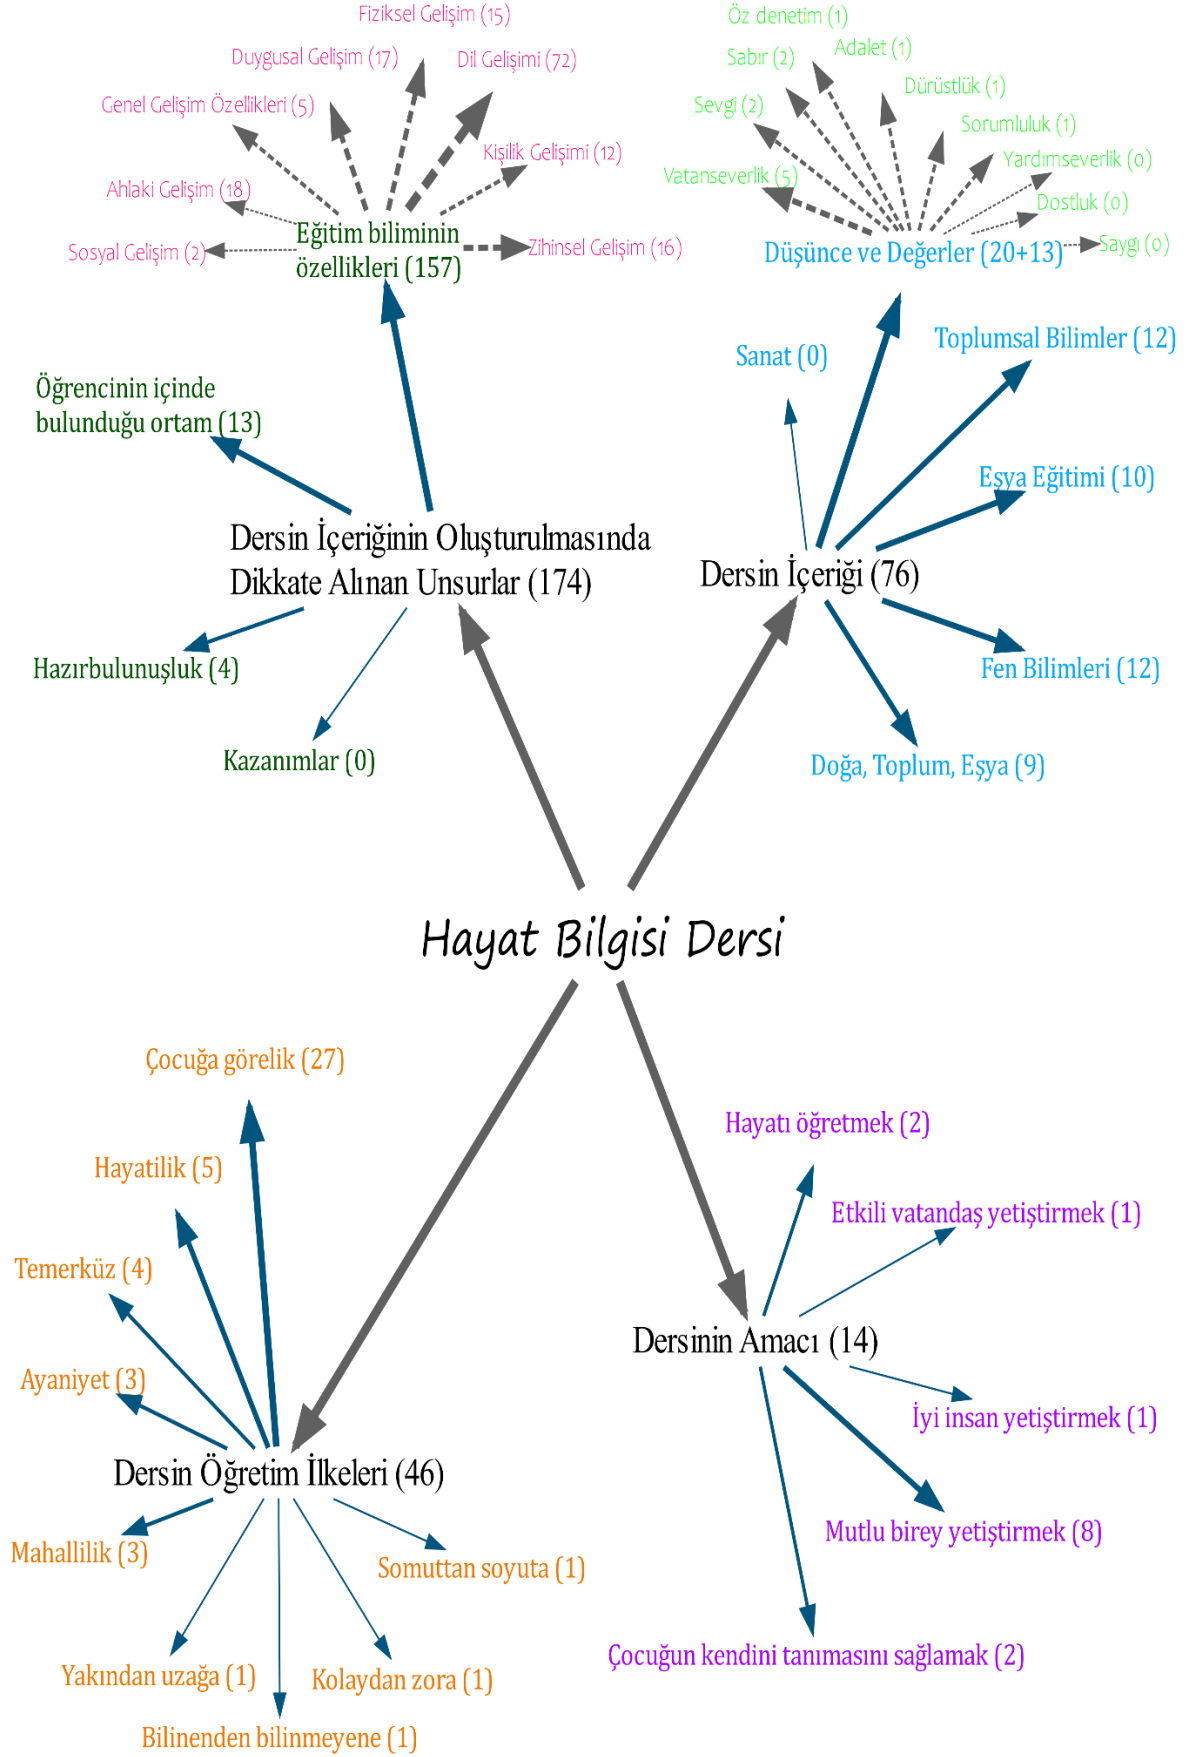 Fiziksel Gelişim (15)
Duygusal Gelişim (17)
Dil Gelişimi (72)
Genel Gelişim Özellikleri (5)
Kişilik Gelişimi (12)
Ahlaki Gelişim (18)
Sosyal Gelişim (2)
Eğitim biliminin
özellikleri (157)
Zihinsel Gelişim (16)
Öz denetim (1)
Sabır (2)
Adalet (1)
Sevgi (2)
Dürüstlük (1)
Sorumluluk (1)
Vatanseverlik (5)
Yardımseverlik (0)
Dostluk (0)
Düşünce ve Değerler (20+13)
Saygı (0)
Öğrencinin içinde
bulunduğu ortam (13)
Dersin İçeriğinin Oluşturulmasında
Dikkate Alınan Unsurlar (174)
Hazırbulunuşluk (4)
Kazanımlar (0)
Sanat (0)
Toplumsal Bilimler (12)
Eşya Eğitimi (10)
Dersin İçeriği (76)
Fen Bilimleri (12)
Doğa, Toplum, Eşya (9)
Hayat Bilgisi Dersi
Çocuğa görelik (27)
Hayatilik (5)
Temerküz (4)
Ayaniyet (3)
Dersin Öğretim İlkeleri (46)
Mahallilik (3)
Somuttan soyuta (1)
Yakından uzağa (1)
Kolaydan zora (1)
Bilinenden bilinmeyene (1)
Hayatı öğretmek (2)
Etkili vatandaş yetiştirmek (1)
Dersinin Amacı (14)
İyi insan yetiştirmek (1)
Mutlu birey yetiştirmek (8)
Çocuğun kendini tanımasını sağlamak (2)